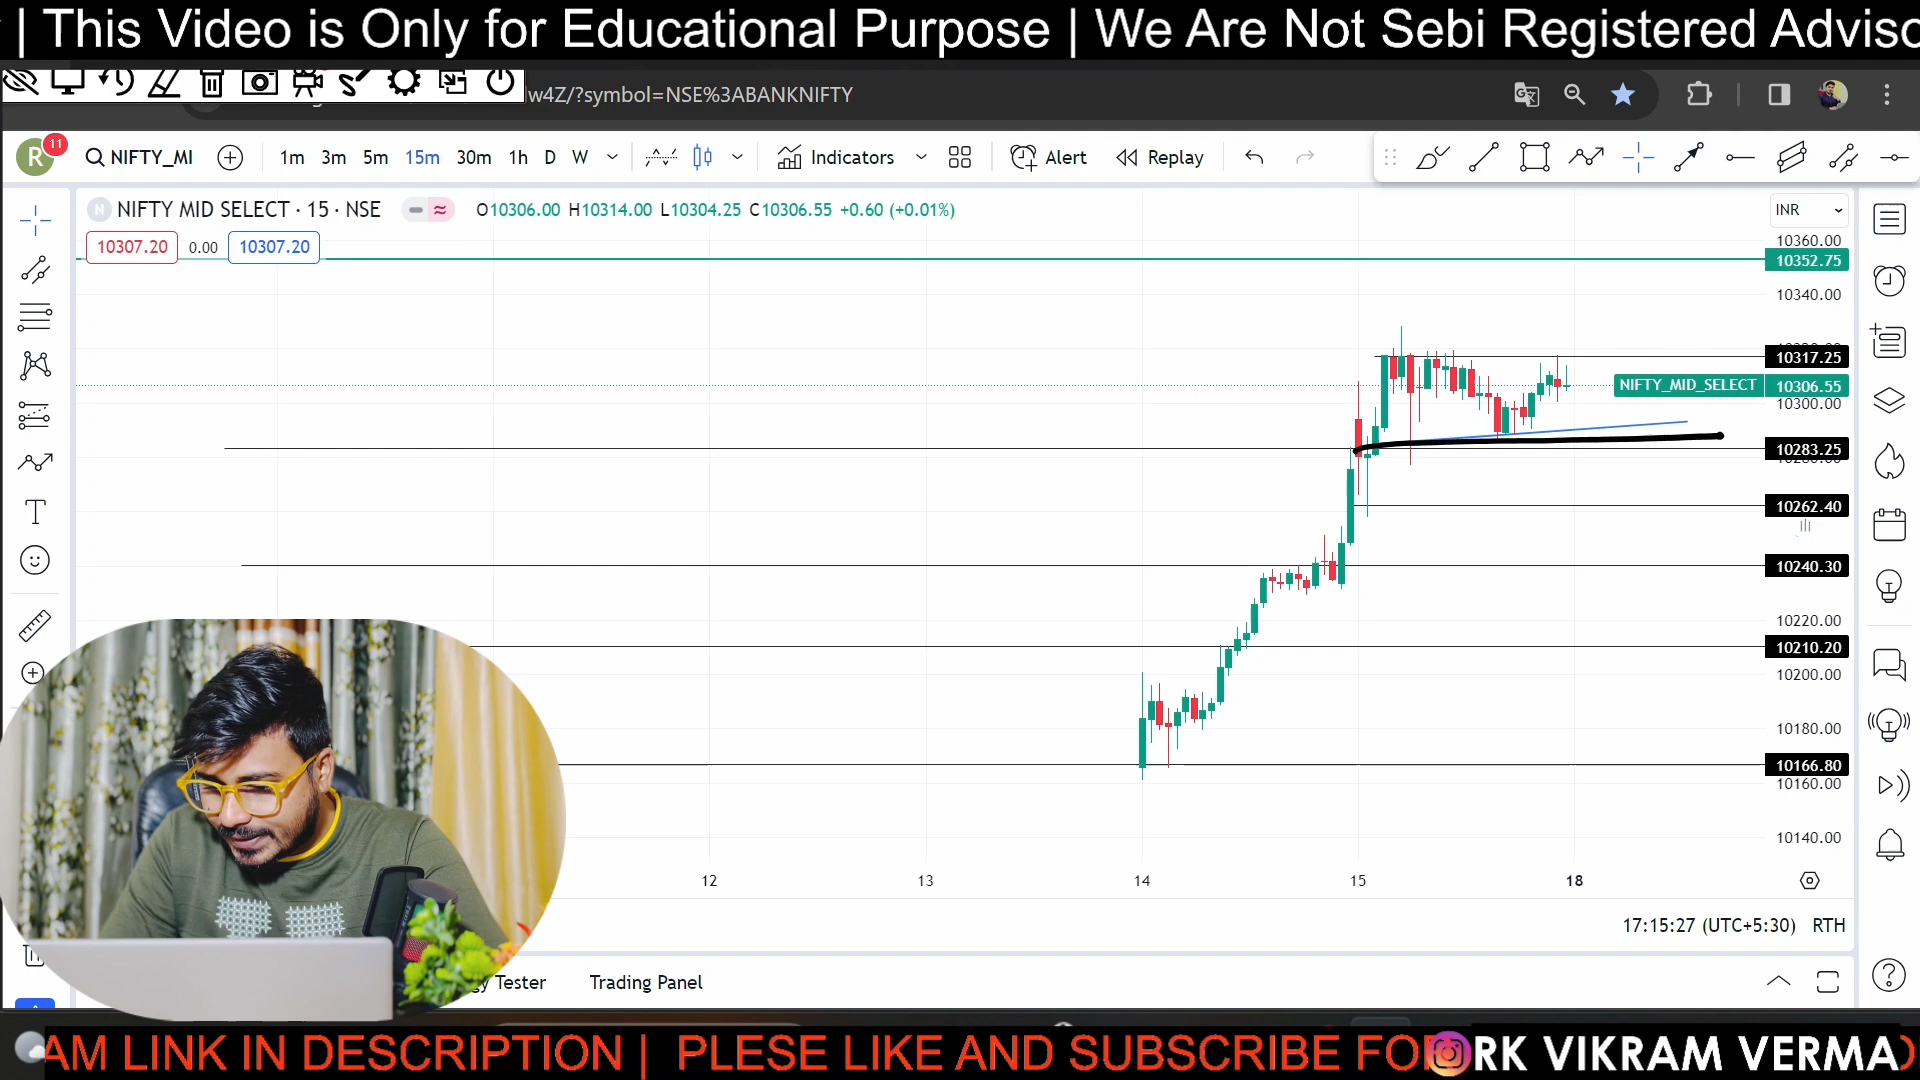 | This Video is Only for Educational Purpose | We Are Not Sebi Registered Adviso
w4Z/?symbol=NSE%3ABANKNIFTY
R 11 NIFTY_MI 1m 3m 5m 15m 30m 1h D W Indicators Alert Replay
N NIFTY MID SELECT · 15 · NSE O10306.00 H10314.00 L10304.25 C10306.55 +0.60 (+0.01%) INR
10307.20 0.00 10307.20
10360.00
10352.75
10340.00
10317.25
NIFTY_MID_SELECT 10306.55
10300.00
10283.25
10262.40
10240.30
10220.00
10210.20
10200.00
10180.00
10166.80
10160.00
10140.00
12 13 14 15 18
17:15:27 (UTC+5:30) RTH
Tester Trading Panel
AM LINK IN DESCRIPTION | PLESE LIKE AND SUBSCRIBE FO RK VIKRAM VERMA